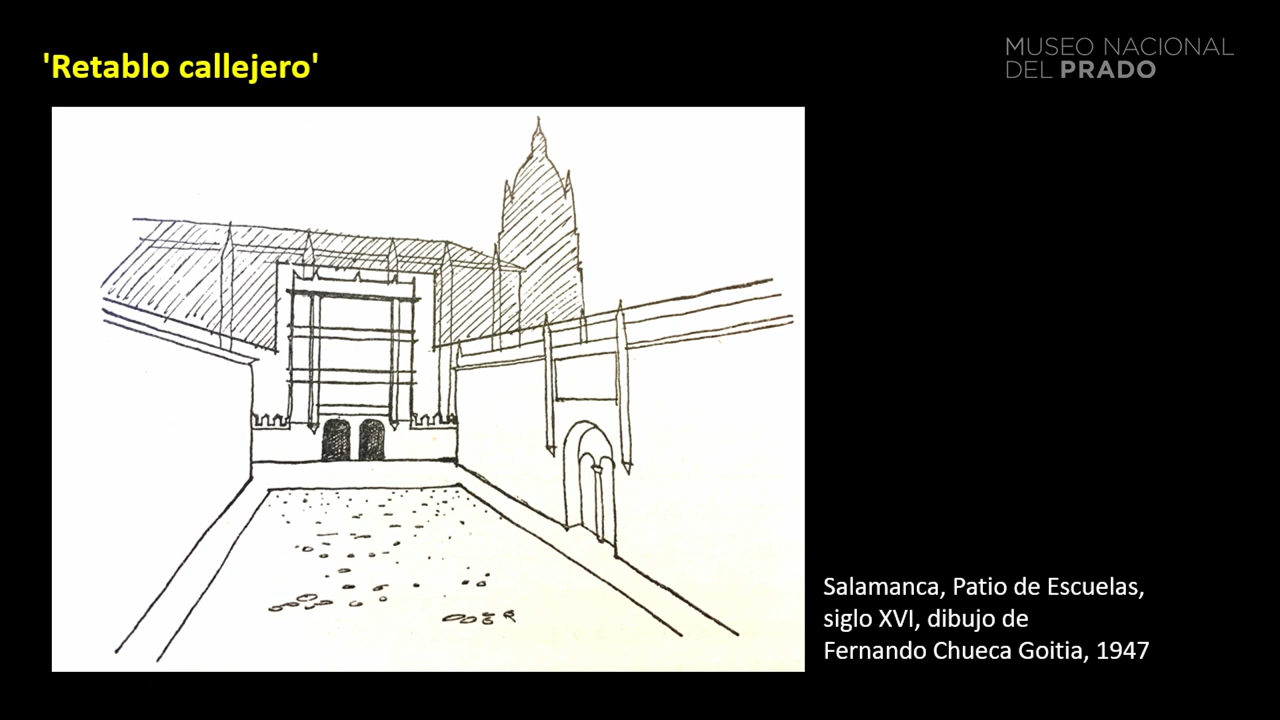 'Retablo callejero'
MUSEO NACIONAL
DEL PRADO
Salamanca, Patio de Escuelas,
siglo XVI, dibujo de
Fernando Chueca Goitia, 1947